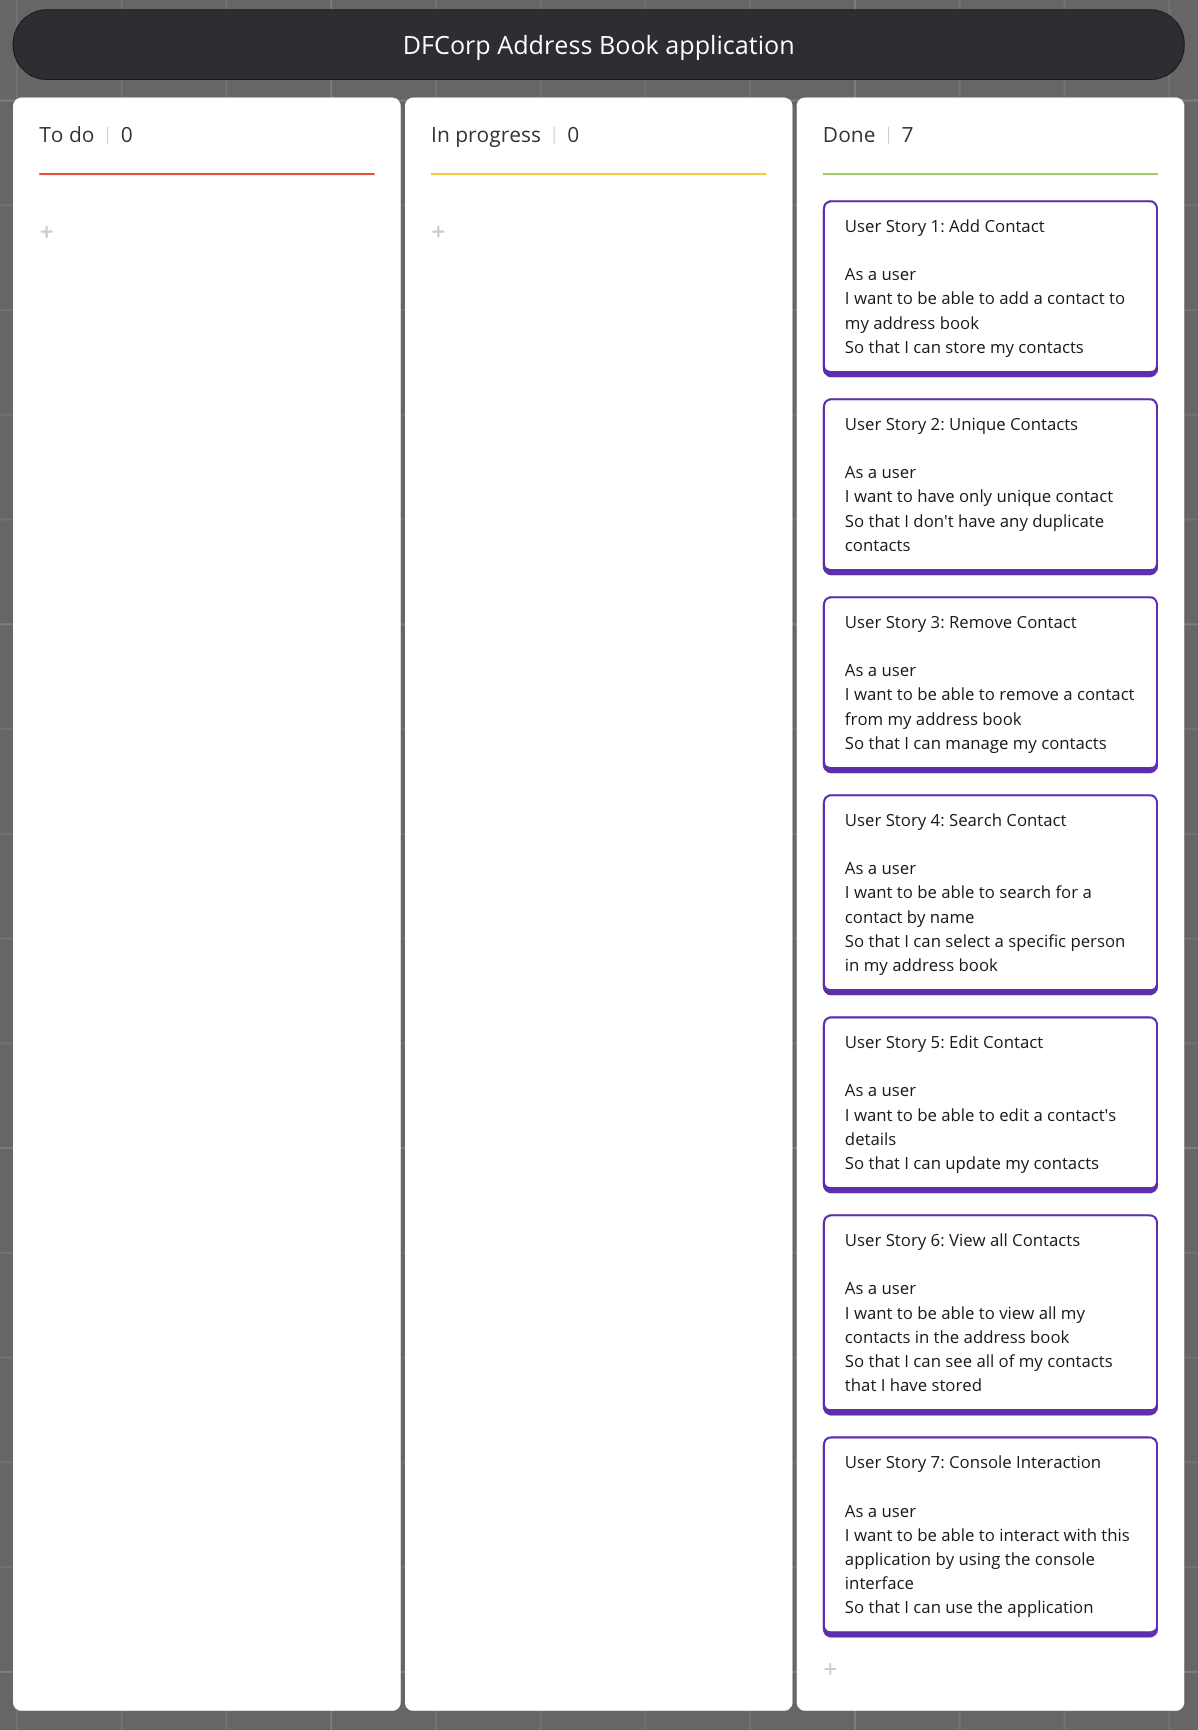 DFCorp Address Book application
To do | 0
In progress | 0
Done | 7
User Story 1: Add Contact
As a user
I want to be able to add a contact to
my address book
So that I can store my contacts
User Story 2: Unique Contacts
As a user
I want to have only unique contact
So that I don't have any duplicate
contacts
User Story 3: Remove Contact
As a user
I want to be able to remove a contact
from my address book
So that I can manage my contacts
User Story 4: Search Contact
As a user
I want to be able to search for a
contact by name
So that I can select a specific person
in my address book
User Story 5: Edit Contact
As a user
I want to be able to edit a contact's
details
So that I can update my contacts
User Story 6: View all Contacts
As a user
I want to be able to view all my
contacts in the address book
So that I can see all of my contacts
that I have stored
User Story 7: Console Interaction
As a user
I want to be able to interact with this
application by using the console
interface
So that I can use the application